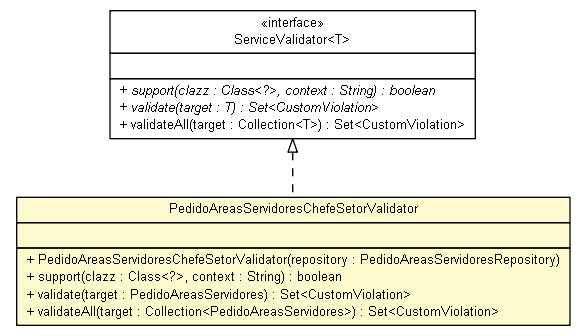 «interface»
ServiceValidator<T>
+ support(clazz : Class<?>, context : String) : boolean
+ validate(target : T) : Set<CustomViolation>
+ validateAll(target : Collection<T>) : Set<CustomViolation>
PedidoAreasServidoresChefeSetorValidator
+ PedidoAreasServidoresChefeSetorValidator(repository : PedidoAreasServidoresRepository)
+ support(clazz : Class<?>, context : String) : boolean
+ validate(target : PedidoAreasServidores) : Set<CustomViolation>
+ validateAll(target : Collection<PedidoAreasServidores>) : Set<CustomViolation>